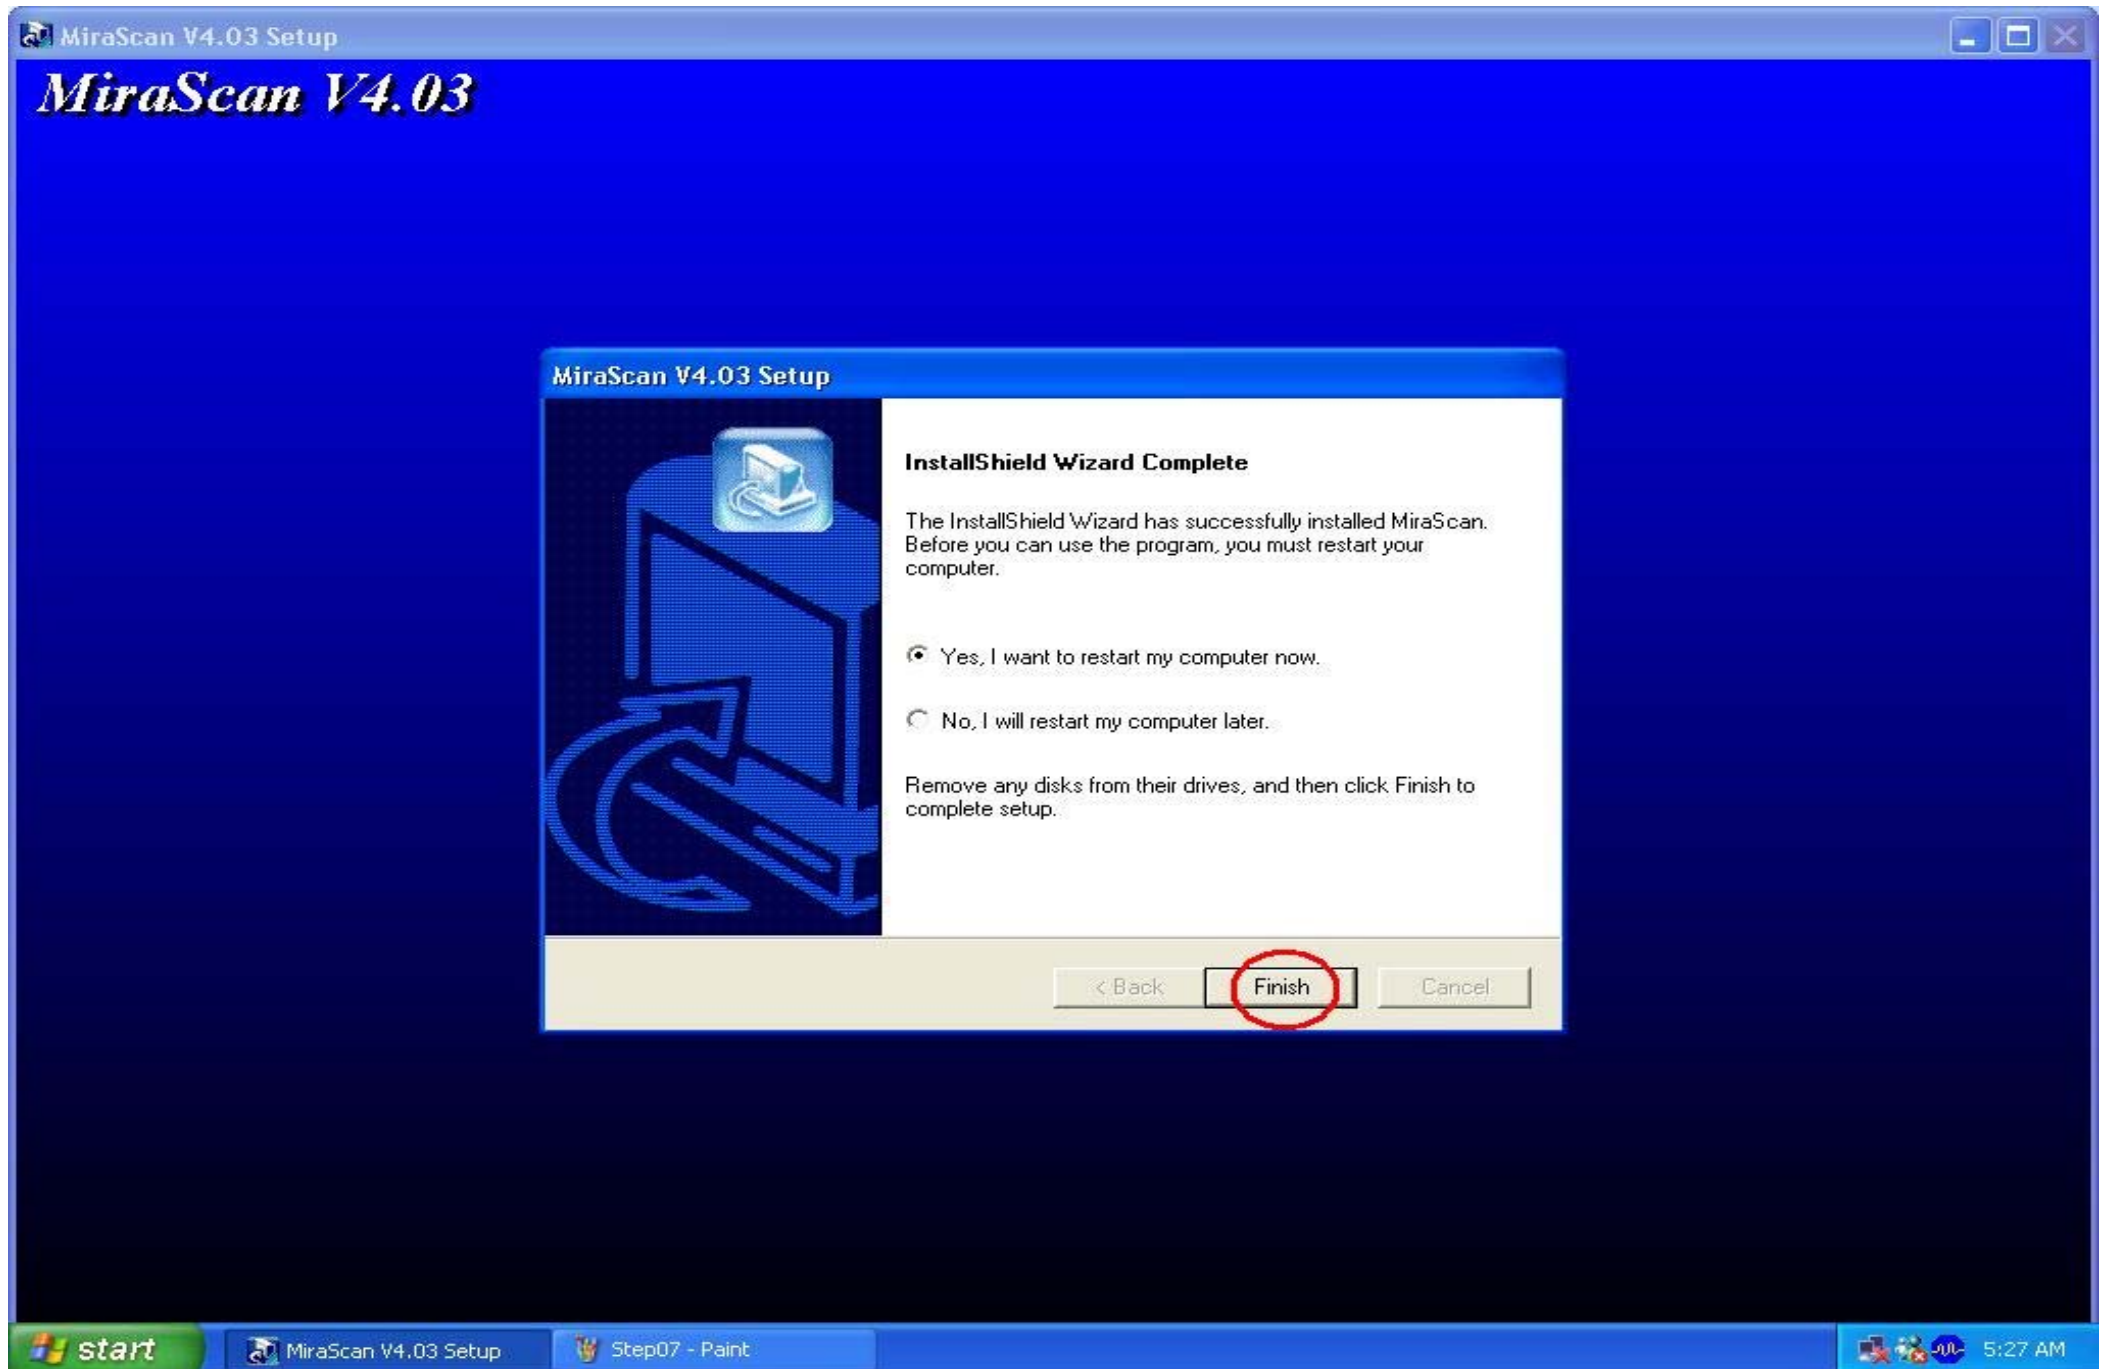 MiraScan V4.03 Setup
MiraScan V4.03
MiraScan V4.03 Setup
InstallShield Wizard Complete
The InstallShield Wizard has successfully installed MiraScan.
Before you can use the program, you must restart your
computer.
Yes, I want to restart my computer now.
No, I will restart my computer later.
Remove any disks from their drives, and then click Finish to
complete setup.
< Back Finish Cancel
start MiraScan V4.03 Setup Step07 - Paint 5:27 AM